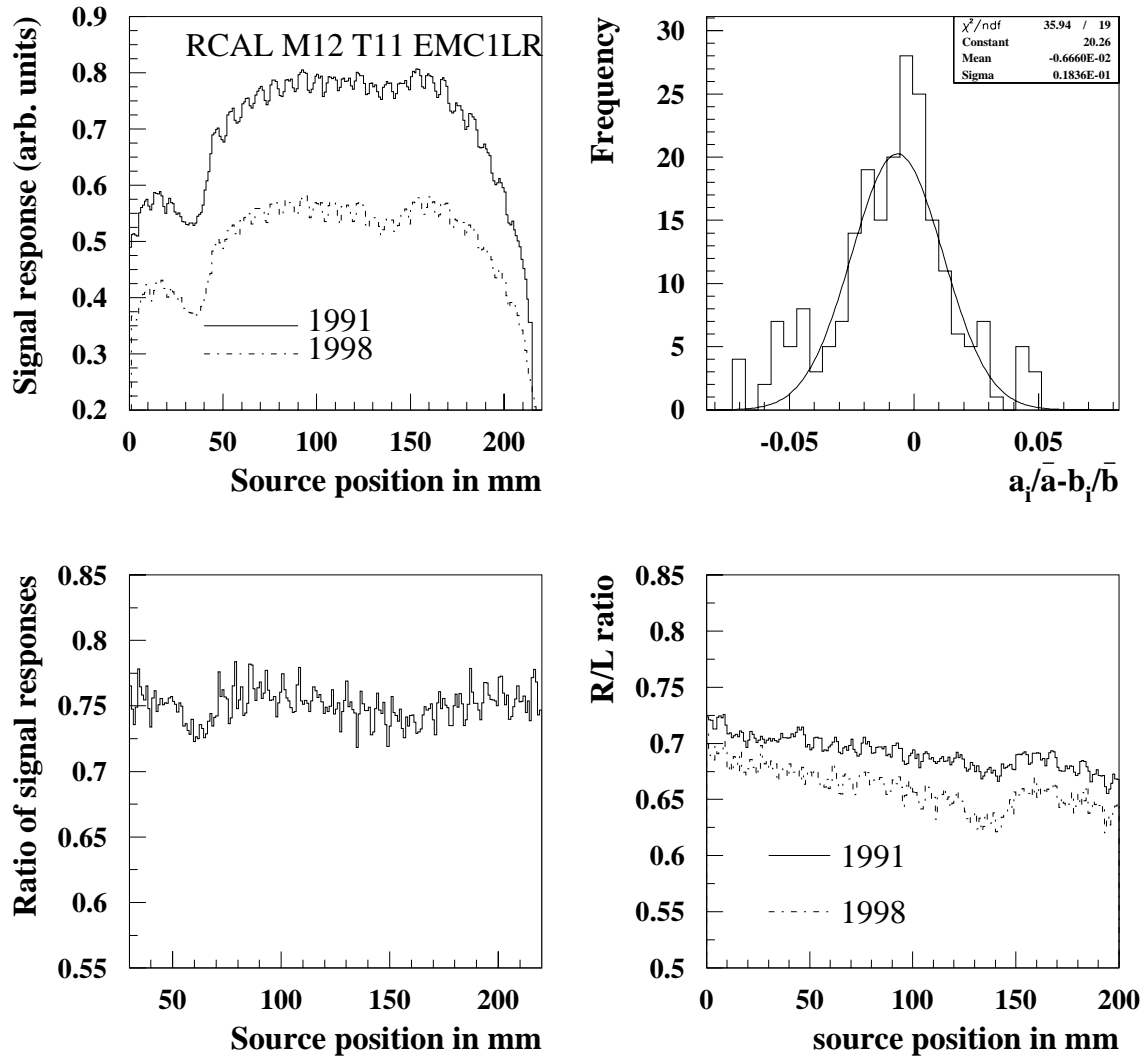 Signal response (arb. units)
0.9
0.8
0.7
0.6
0.5
0.4
0.3
0.2
RCAL M12 T11 EMC1LR
1991
1998
0 50 100 150 200
Source position in mm
Frequency
30
25
20
15
10
5
0
χ²/ndf 35.94 / 19
Constant 20.26
Mean -0.6660E-02
Sigma 0.1836E-01
-0.05 0 0.05
a_i/ā-b_i/b̄
Ratio of signal responses
0.85
0.8
0.75
0.7
0.65
0.6
0.55
50 100 150 200
Source position in mm
R/L ratio
0.85
0.8
0.75
0.7
0.65
0.6
0.55
0.5
1991
1998
0 50 100 150 200
source position in mm